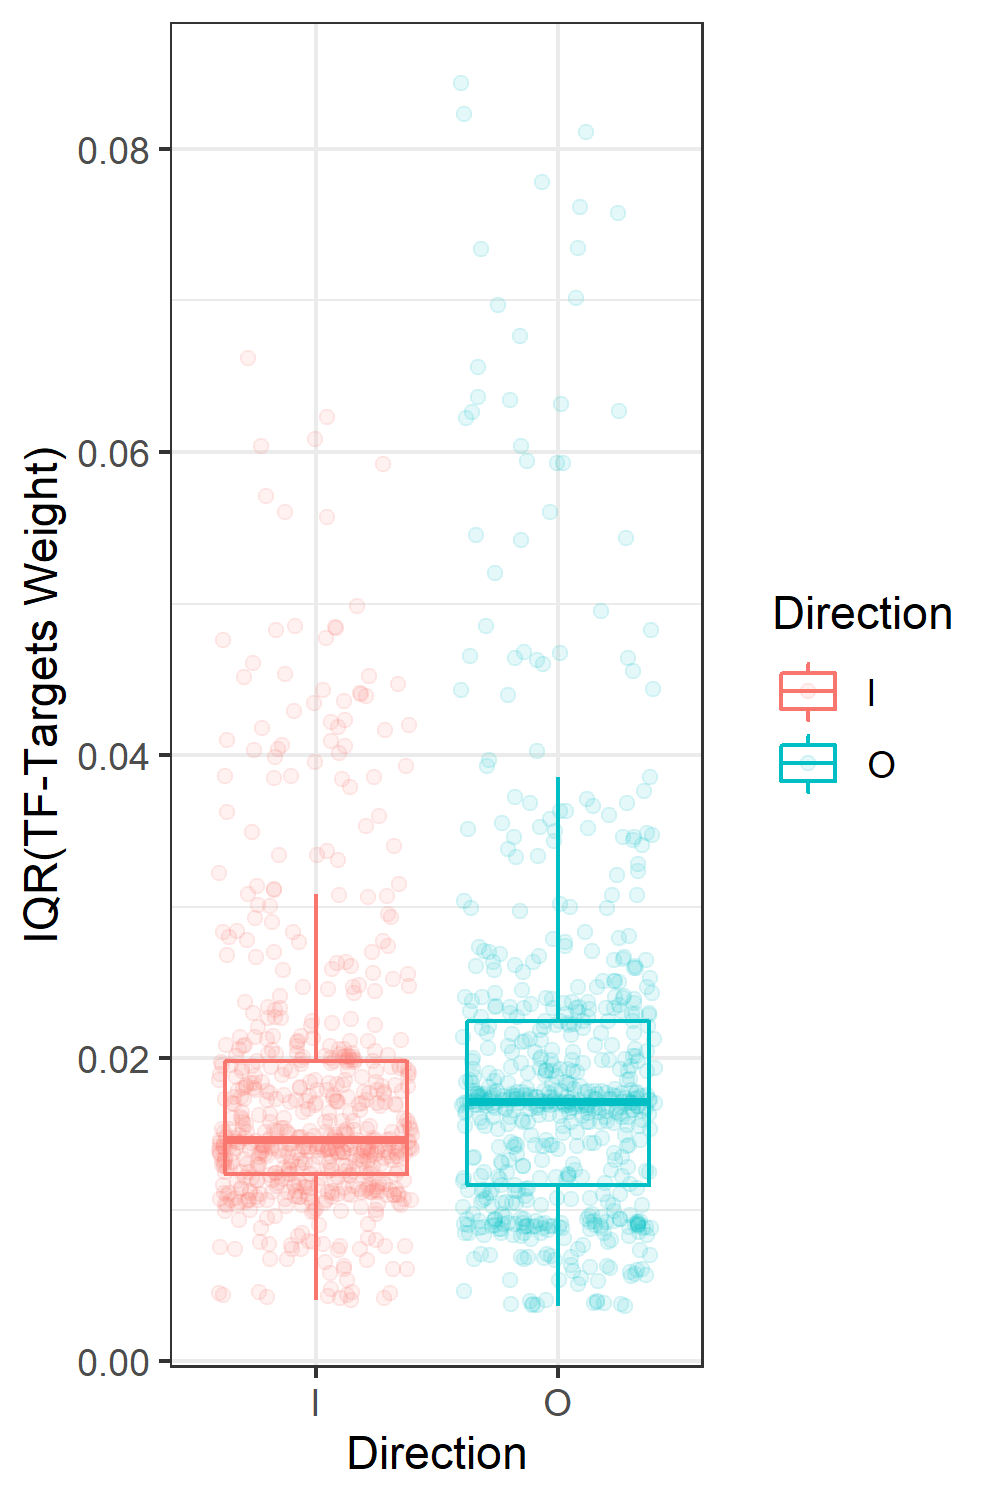 IQR(TF-Targets Weight)
0.08
0.06
0.04
0.02
0.00
I
O
Direction
Direction
I
O